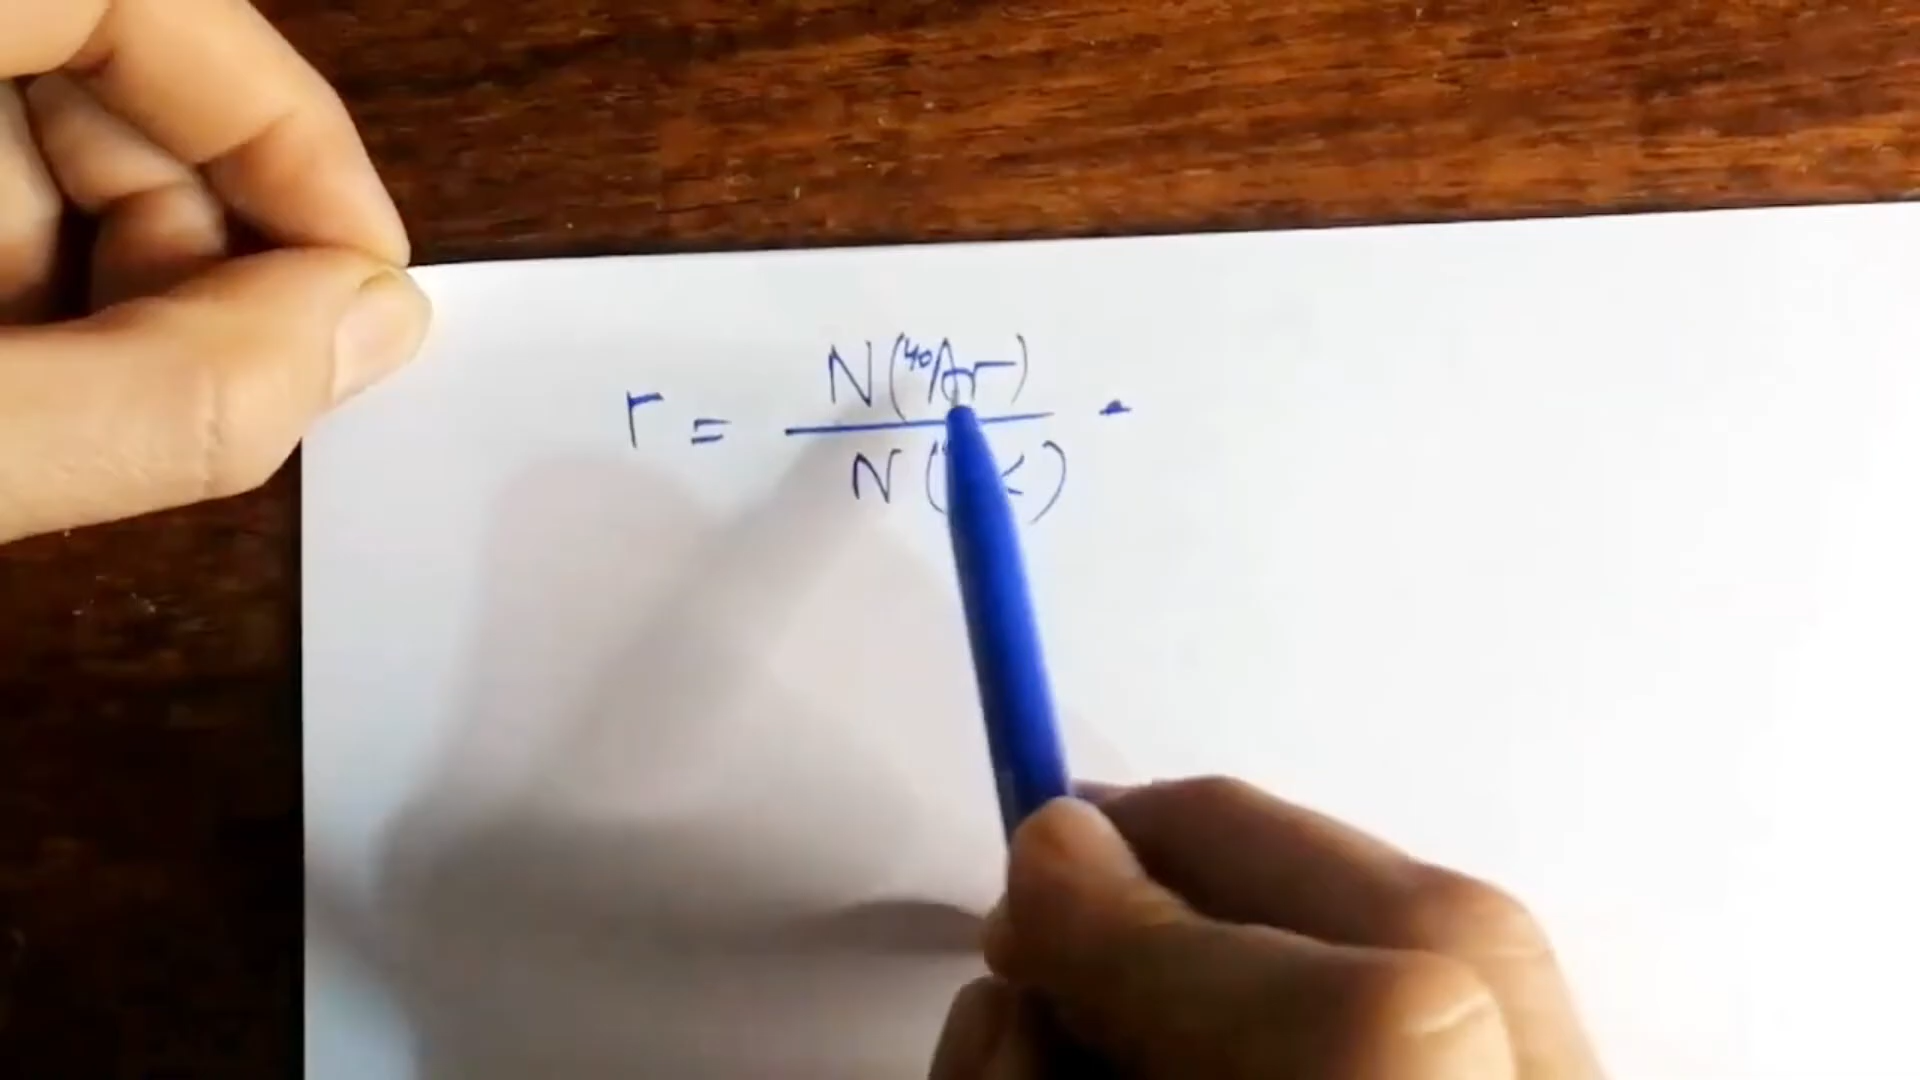 r = N(⁴⁰Ar)
N( K)